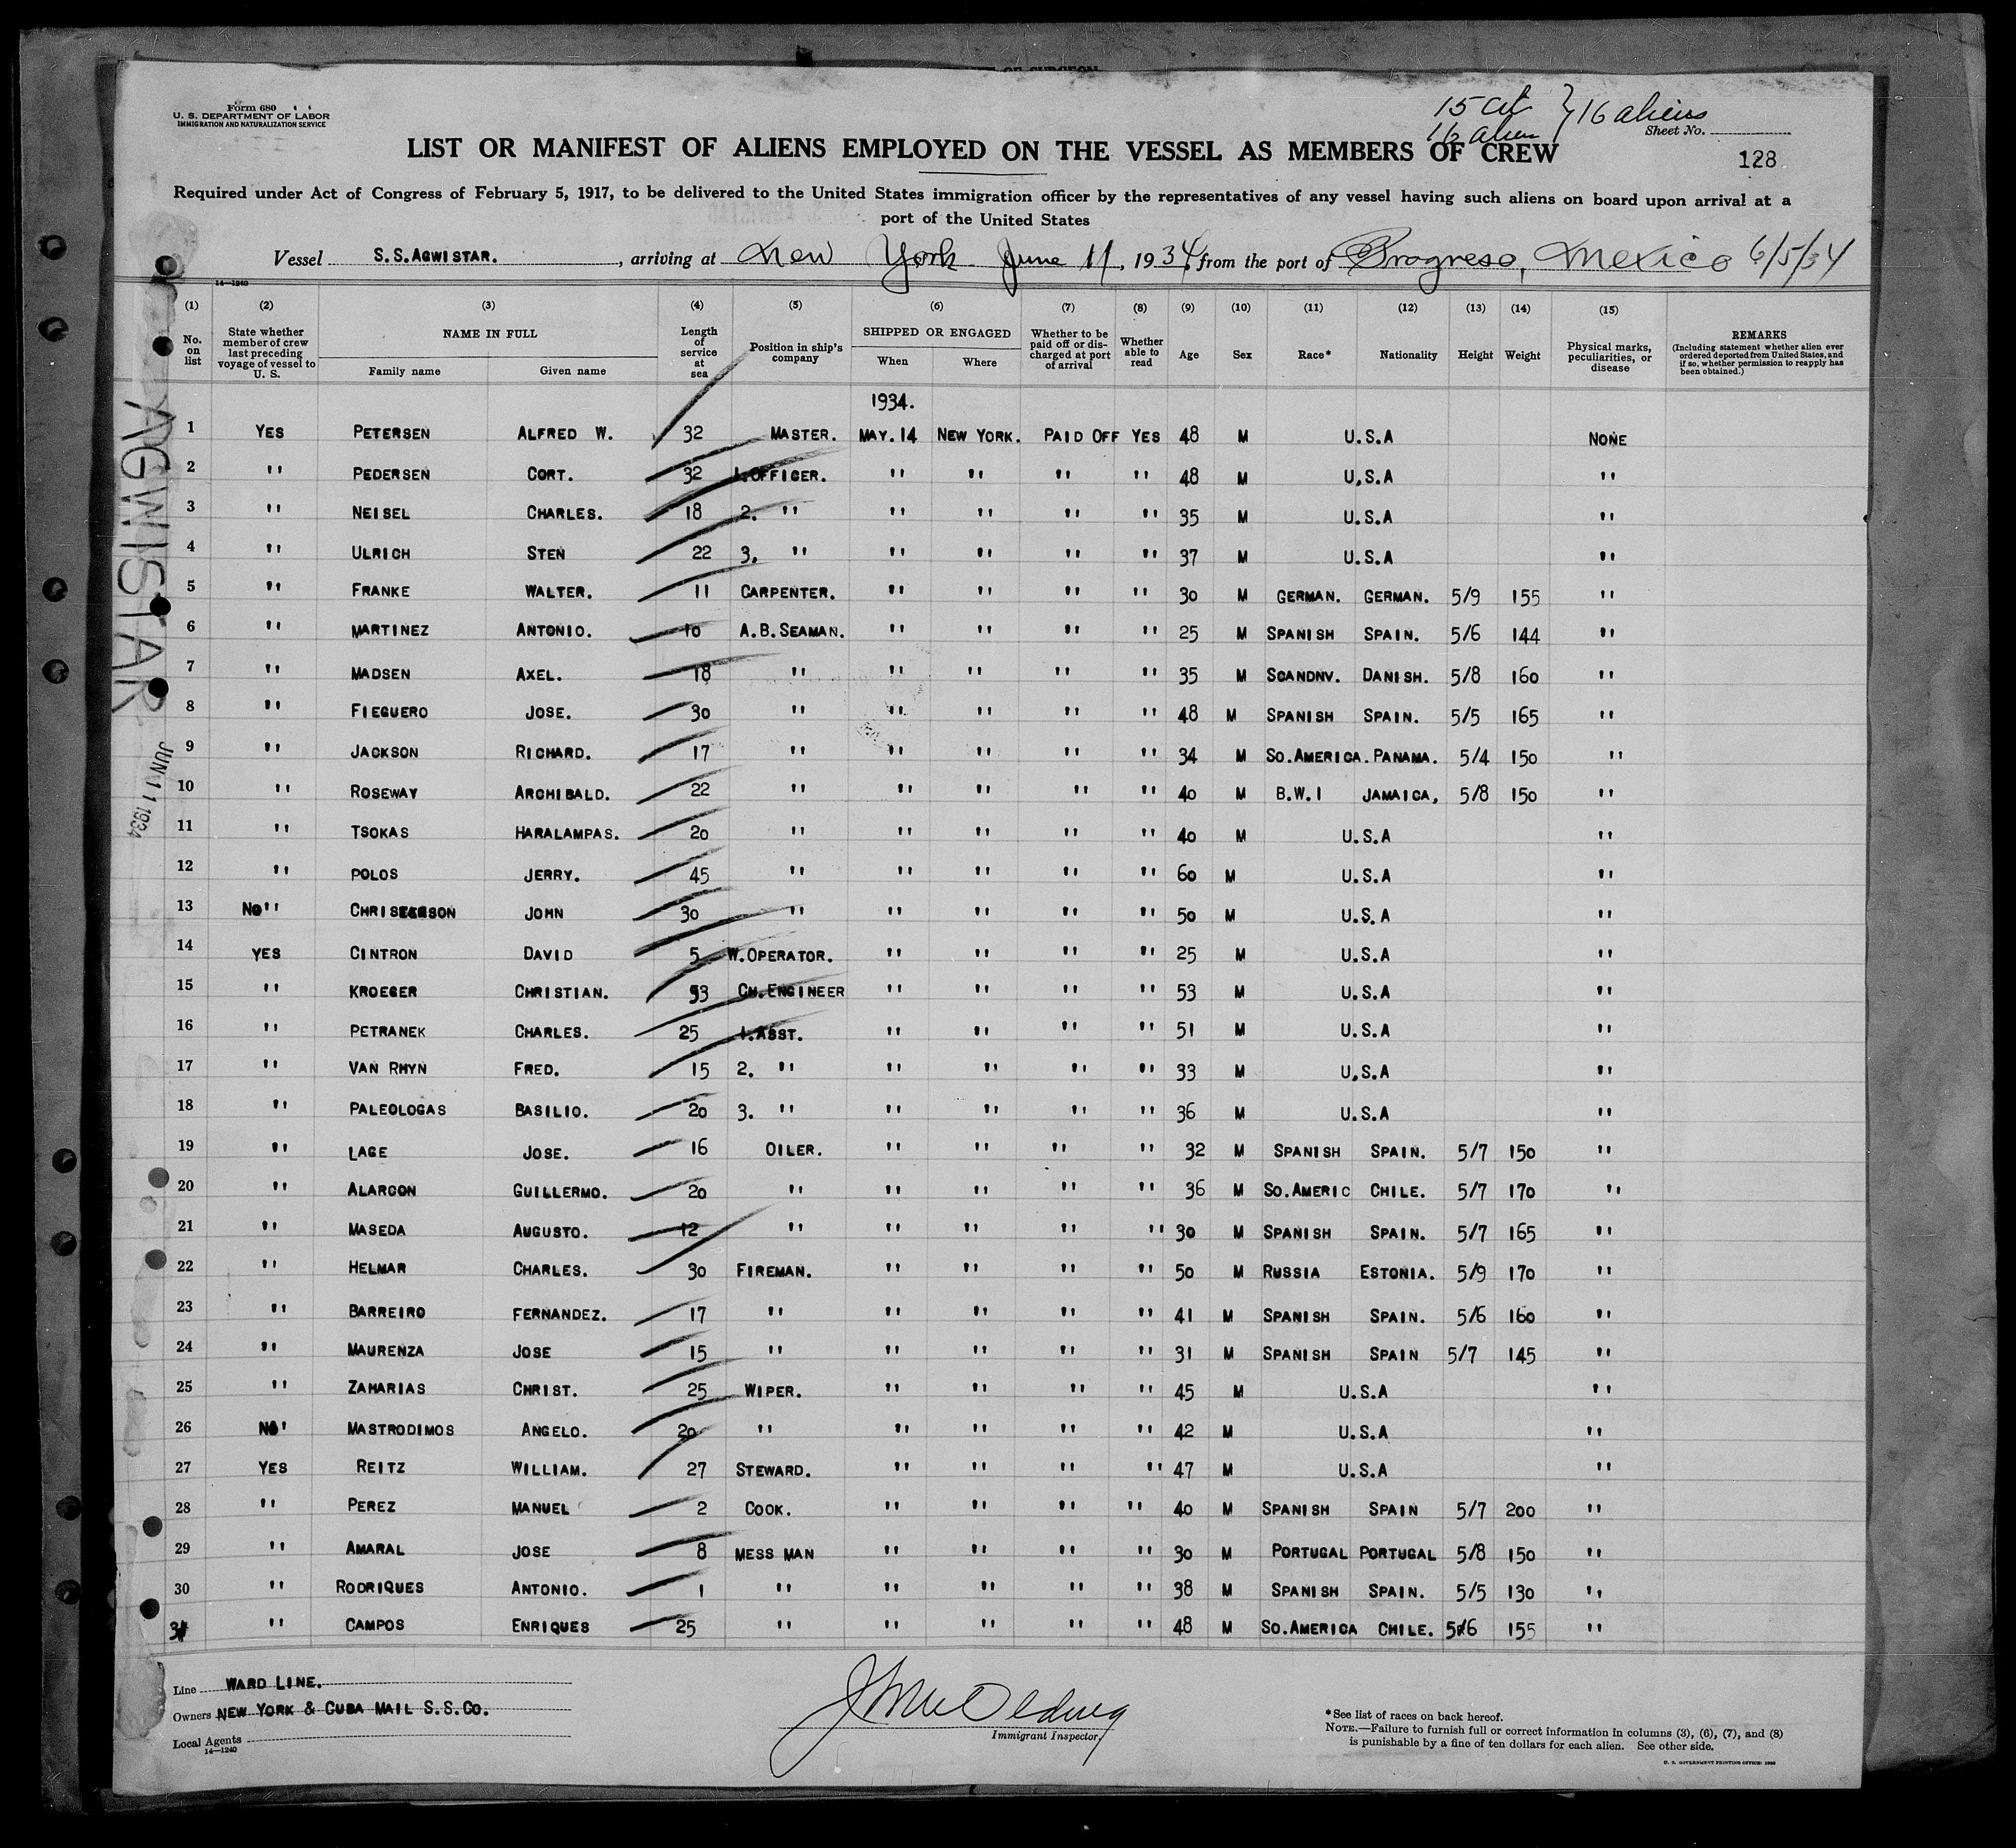 Form 680
U. S. DEPARTMENT OF LABOR
IMMIGRATION AND NATURALIZATION SERVICE
15 cit } 16 aliens
16 alien
Sheet No.
128
LIST OR MANIFEST OF ALIENS EMPLOYED ON THE VESSEL AS MEMBERS OF CREW
Required under Act of Congress of February 5, 1917, to be delivered to the United States immigration officer by the representatives of any vessel having such aliens on board upon arrival at a
port of the United States
Vessel S.S.AGWISTAR., arriving at New York June 11, 1934, from the port of Progreso, Mexico 6/5/34
14—1240
(1) (2) (3) (4) (5) (6) (7) (8) (9) (10) (11) (12) (13) (14) (15)
No. on list State whether member of crew last preceding voyage of vessel to U. S. NAME IN FULL Family name Given name Length of service at sea Position in ship's company SHIPPED OR ENGAGED When Where Whether to be paid off or discharged at port of arrival Whether able to read Age Sex Race* Nationality Height Weight Physical marks, peculiarities, or disease REMARKS (Including statement whether alien ever ordered deported from United States, and if so, whether permission to reapply has been obtained.)
1934.
1 YES PETERSEN ALFRED W. 32 MASTER. MAY.14 NEW YORK. PAID OFF YES 48 M U.S.A NONE
2 " PEDERSEN CORT. 32 1.OFFICER. " " " " 48 M U.S.A "
3 " NEISEL CHARLES. 18 2. " " " " " 35 M U.S.A "
4 " ULRICH STEN 22 3. " " " " " 37 M U.S.A "
5 " FRANKE WALTER. 11 CARPENTER. " " " " 30 M GERMAN. GERMAN. 5/9 155 "
6 " MARTINEZ ANTONIO. 10 A.B.SEAMAN. " " " " 25 M SPANISH SPAIN. 5/6 144 "
7 " MADSEN AXEL. 18 " " " " " 35 M SCANDNV. DANISH. 5/8 160 "
8 " FIEGUERO JOSE. 30 " " " " " 48 M SPANISH SPAIN. 5/5 165 "
9 " JACKSON RICHARD. 17 " " " " " 34 M SO.AMERICA. PANAMA. 5/4 150 "
10 " ROSEWAY ARCHIBALD. 22 " " " " " 40 M B.W.I JAMAICA, 5/8 150 "
11 " TSOKAS HARALAMPAS. 20 " " " " " 40 M U.S.A "
12 " POLOS JERRY. 45 " " " " " 60 M U.S.A "
13 NO" JOHN 30 " " " " " 50 M U.S.A "
14 YES CINTRON DAVID 5 W.OPERATOR. " " " " 25 M U.S.A "
15 " KROEGER CHRISTIAN. 33 CH.ENGINEER " " " " 53 M U.S.A "
16 " PETRANEK CHARLES. 25 1.ASST. " " " " 51 M U.S.A "
17 " VAN RHYN FRED. 15 2. " " " " " 33 M U.S.A "
18 " PALEOLOGAS BASILIO. 20 3. " " " " " 36 M U.S.A "
19 " LAGE JOSE. 16 OILER. " " " " 32 M SPANISH SPAIN. 5/7 150 "
20 " ALARCON GUILLERMO. 20 " " " " " 36 M SO.AMERIC CHILE. 5/7 170 "
21 " MASEDA AUGUSTO. 12 " " " " " 30 M SPANISH SPAIN. 5/7 165 "
22 " HELMAR CHARLES. 30 FIREMAN. " " " " 50 M RUSSIA ESTONIA. 5/9 170 "
23 " BARREIRO FERNANDEZ. 17 " " " " " 41 M SPANISH SPAIN. 5/6 160 "
24 " MAURENZA JOSE 15 " " " " " 31 M SPANISH SPAIN 5/7 145 "
25 " ZAHARIAS CHRIST. 25 WIPER. " " " " 45 M U.S.A "
26 NO' MASTRODIMOS ANGELO. 20 " " " " " 42 M U.S.A "
27 YES REITZ WILLIAM. 27 STEWARD. " " " " 47 M U.S.A "
28 " PEREZ MANUEL 2 COOK. " " " " 40 M SPANISH SPAIN 5/7 200 "
29 " AMARAL JOSE 8 MESS MAN " " " " 30 M PORTUGAL PORTUGAL 5/8 150 "
30 " RODRIQUES ANTONIO. 1 " " " " " 38 M SPANISH SPAIN. 5/5 130 "
31 " CAMPOS ENRIQUES 25 " " " " " 48 M SO.AMERICA CHILE. 5/6 155 "
AGWISTAR
JUN 11 1934
Line WARD LINE.
Owners NEW YORK & CUBA MAIL S.S.CO.
Local Agents
14—1240
Immigrant Inspector.
*See list of races on back hereof.
NOTE.—Failure to furnish full or correct information in columns (3), (6), (7), and (8)
is punishable by a fine of ten dollars for each alien. See other side.